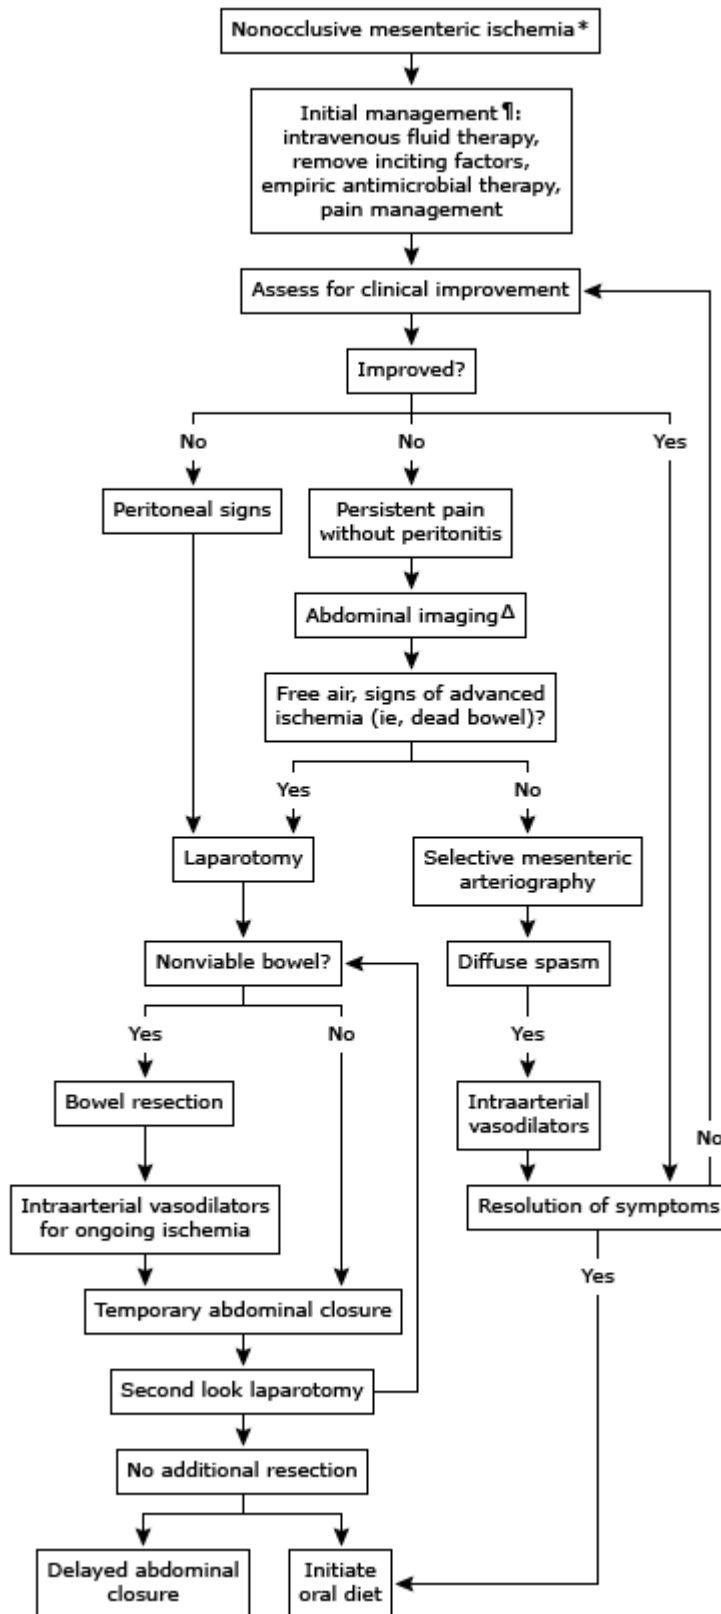 Nonocclusive mesenteric ischemia*
Initial management¶:
intravenous fluid therapy,
remove inciting factors,
empiric antimicrobial therapy,
pain management
Assess for clinical improvement
Improved?
No
No
Yes
Peritoneal signs
Persistent pain
without peritonitis
Abdominal imagingΔ
Free air, signs of advanced
ischemia (ie, dead bowel)?
Yes
No
Laparotomy
Selective mesenteric
arteriography
Nonviable bowel?
Diffuse spasm
Yes
No
Yes
Bowel resection
Intraarterial
vasodilators
No
Intraarterial vasodilators
for ongoing ischemia
Resolution of symptoms
Yes
Temporary abdominal closure
Second look laparotomy
No additional resection
Delayed abdominal
closure
Initiate
oral diet